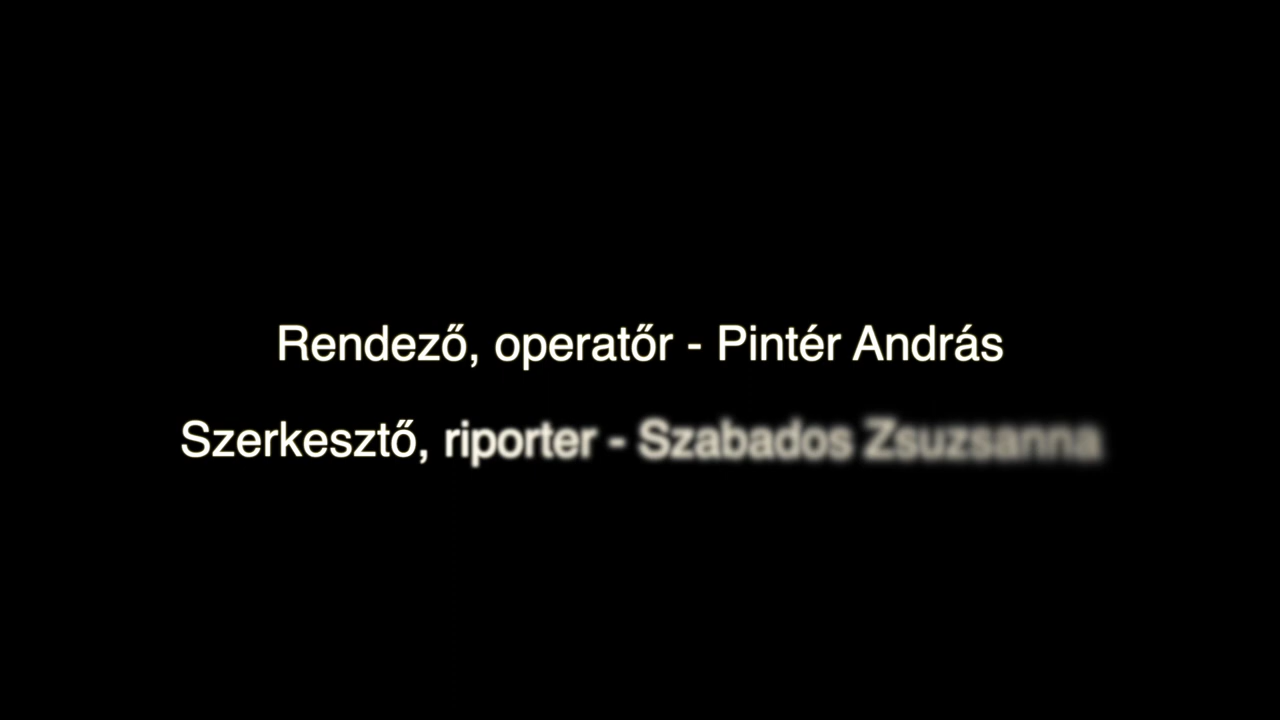 Rendező, operatőr - Pintér András
Szerkesztő, riporter - Szabados Zsuzsanna